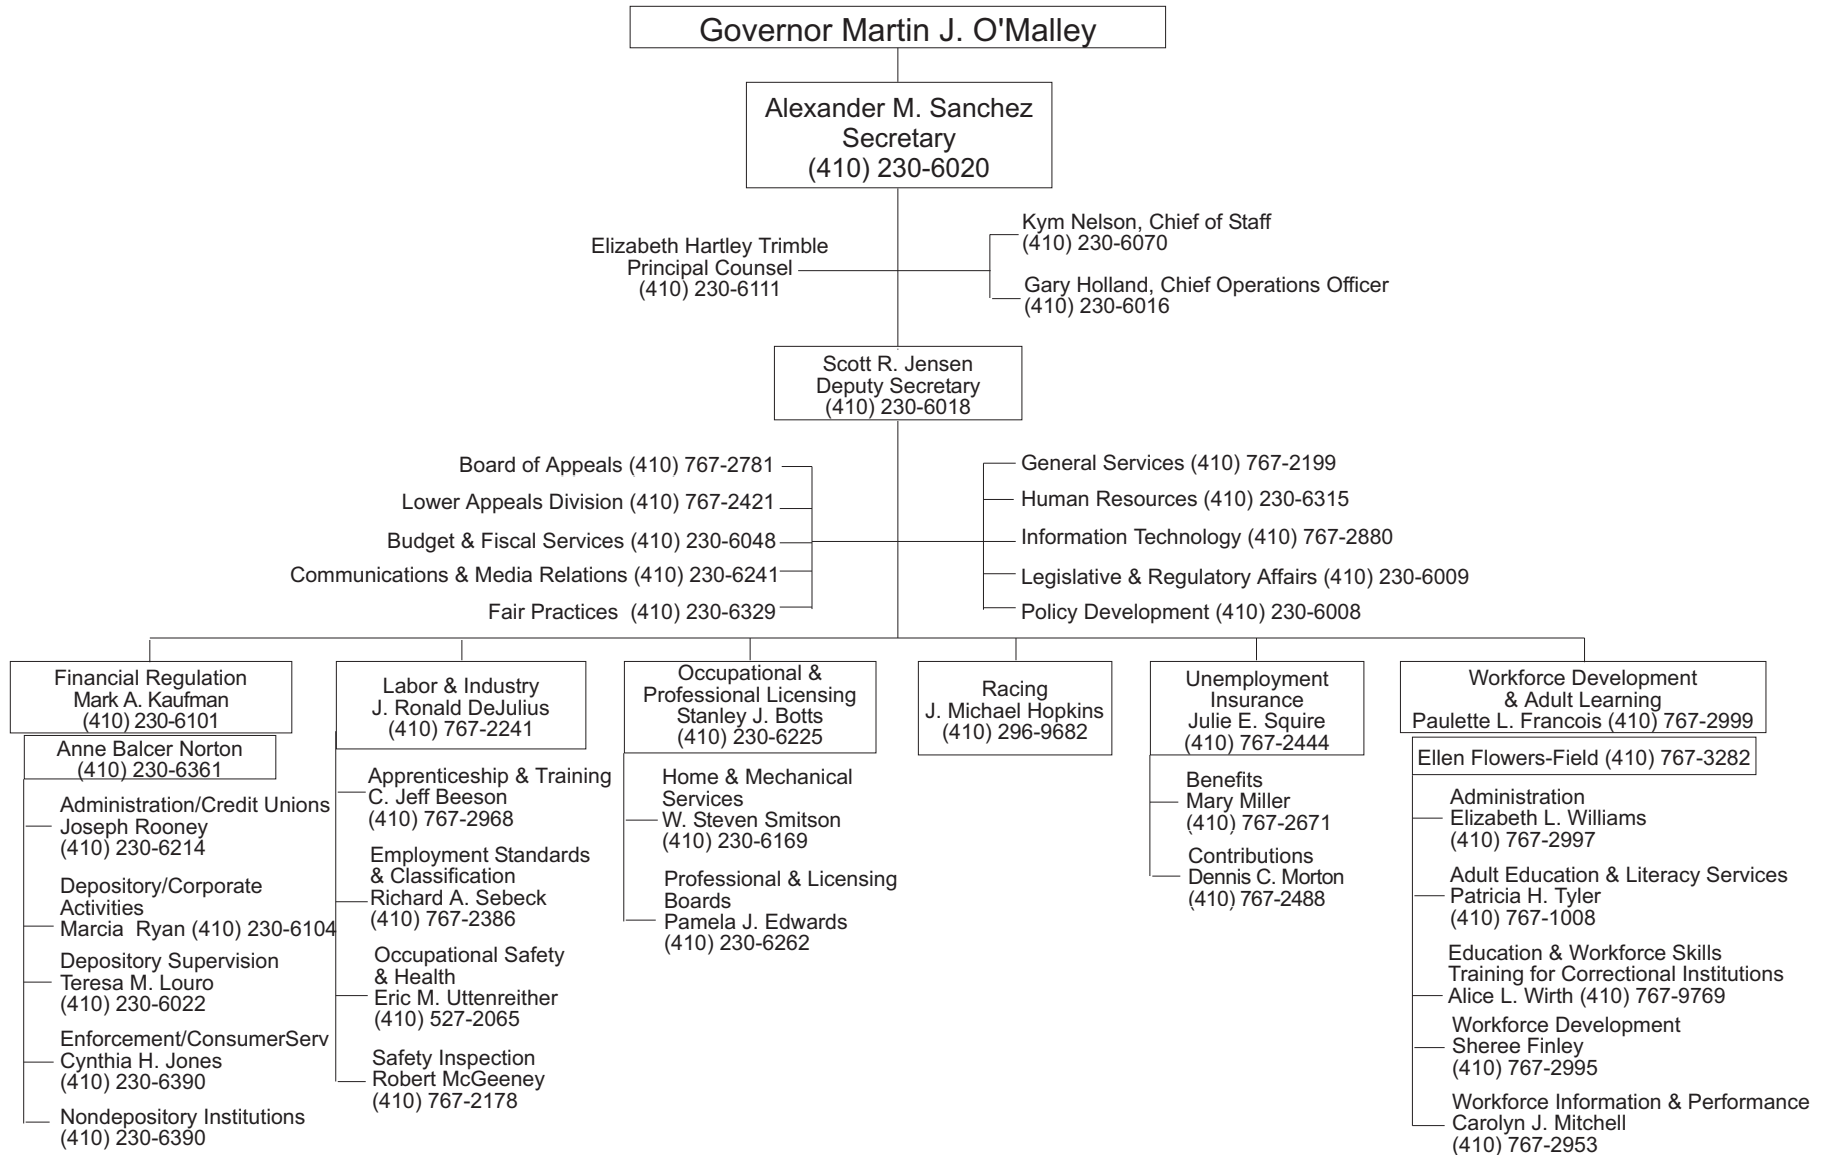 Governor Martin J. O'Malley
Alexander M. Sanchez
Secretary
(410) 230-6020
Elizabeth Hartley Trimble
Principal Counsel
(410) 230-6111
Kym Nelson, Chief of Staff
(410) 230-6070
Gary Holland, Chief Operations Officer
(410) 230-6016
Scott R. Jensen
Deputy Secretary
(410) 230-6018
Board of Appeals (410) 767-2781
Lower Appeals Division (410) 767-2421
Budget & Fiscal Services (410) 230-6048
Communications & Media Relations (410) 230-6241
Fair Practices (410) 230-6329
General Services (410) 767-2199
Human Resources (410) 230-6315
Information Technology (410) 767-2880
Legislative & Regulatory Affairs (410) 230-6009
Policy Development (410) 230-6008
Financial Regulation
Mark A. Kaufman
(410) 230-6101
Anne Balcer Norton
(410) 230-6361
Administration/Credit Unions
Joseph Rooney
(410) 230-6214
Depository/Corporate
Activities
Marcia Ryan (410) 230-6104
Depository Supervision
Teresa M. Louro
(410) 230-6022
Enforcement/ConsumerServ
Cynthia H. Jones
(410) 230-6390
Nondepository Institutions
(410) 230-6390
Labor & Industry
J. Ronald DeJulius
(410) 767-2241
Apprenticeship & Training
C. Jeff Beeson
(410) 767-2968
Employment Standards
& Classification
Richard A. Sebeck
(410) 767-2386
Occupational Safety
& Health
Eric M. Uttenreither
(410) 527-2065
Safety Inspection
Robert McGeeney
(410) 767-2178
Occupational &
Professional Licensing
Stanley J. Botts
(410) 230-6225
Home & Mechanical
Services
W. Steven Smitson
(410) 230-6169
Professional & Licensing
Boards
Pamela J. Edwards
(410) 230-6262
Racing
J. Michael Hopkins
(410) 296-9682
Unemployment
Insurance
Julie E. Squire
(410) 767-2444
Benefits
Mary Miller
(410) 767-2671
Contributions
Dennis C. Morton
(410) 767-2488
Workforce Development
& Adult Learning
Paulette L. Francois (410) 767-2999
Ellen Flowers-Field (410) 767-3282
Administration
Elizabeth L. Williams
(410) 767-2997
Adult Education & Literacy Services
Patricia H. Tyler
(410) 767-1008
Education & Workforce Skills
Training for Correctional Institutions
Alice L. Wirth (410) 767-9769
Workforce Development
Sheree Finley
(410) 767-2995
Workforce Information & Performance
Carolyn J. Mitchell
(410) 767-2953